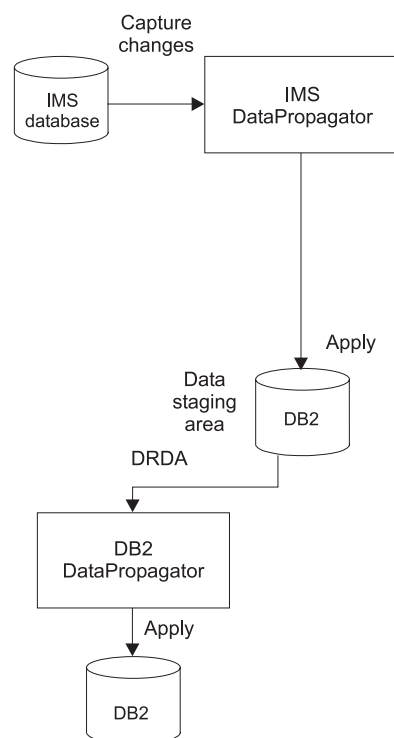 Capture
changes
IMS
database
IMS
DataPropagator
Apply
Data
staging
area
DB2
DRDA
DB2
DataPropagator
Apply
DB2